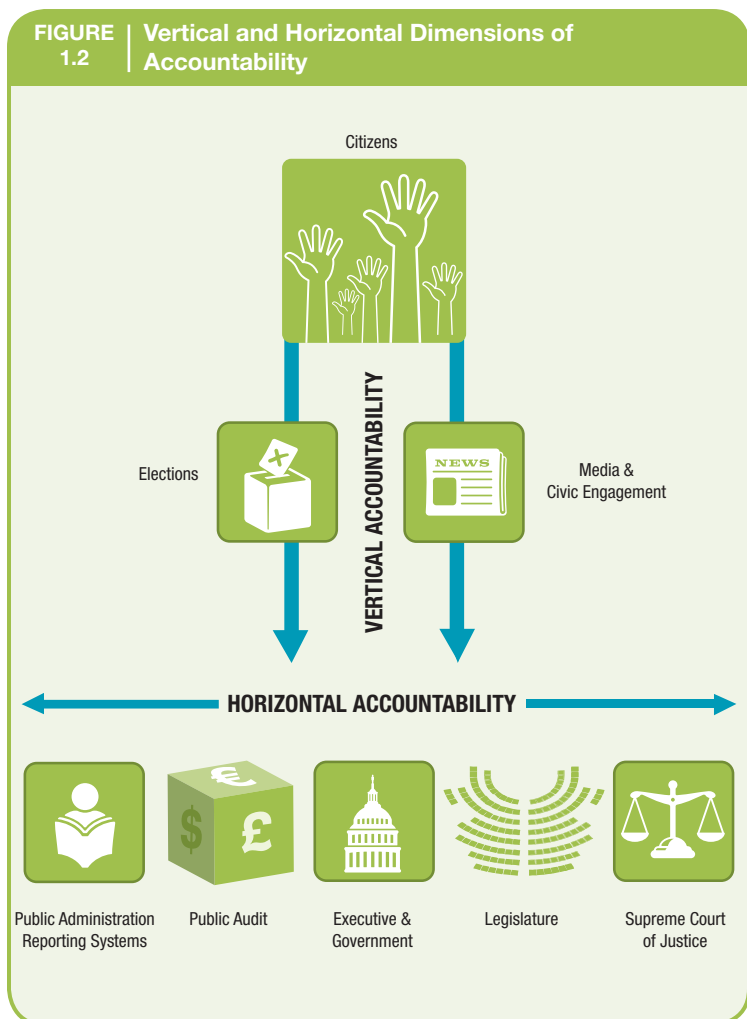 FIGURE 1.2
Vertical and Horizontal Dimensions of
Accountability
Citizens
Elections
VERTICAL ACCOUNTABILITY
NEWS
Media &
Civic Engagement
HORIZONTAL ACCOUNTABILITY
$
€
£
Public Administration
Reporting Systems
Public Audit
Executive &
Government
Legislature
Supreme Court
of Justice